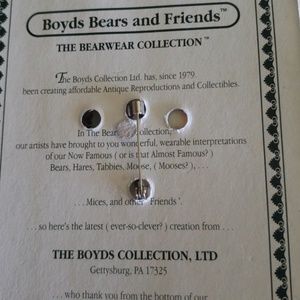 Boyds Bears and Friends™
THE BEARWEAR COLLECTION™
The Boyds Collection Ltd. has, since 1979
been creating affordable Antique Reproductions and Collectibles.
In The Bear Collection,
our artists have brought to you wonderful, wearable interpretations
of our Now Famous ( or is that Almost Famous? )
Bears, Hares, Tabbies, Moose, ( Mooses? ), . . .
. . . Mices, and other "Friends".
. . . so here's the latest ( ever-so-clever? ) creation from . . .
THE BOYDS COLLECTION, LTD
Gettysburg, PA 17325
. . . who thank you from the bottom of